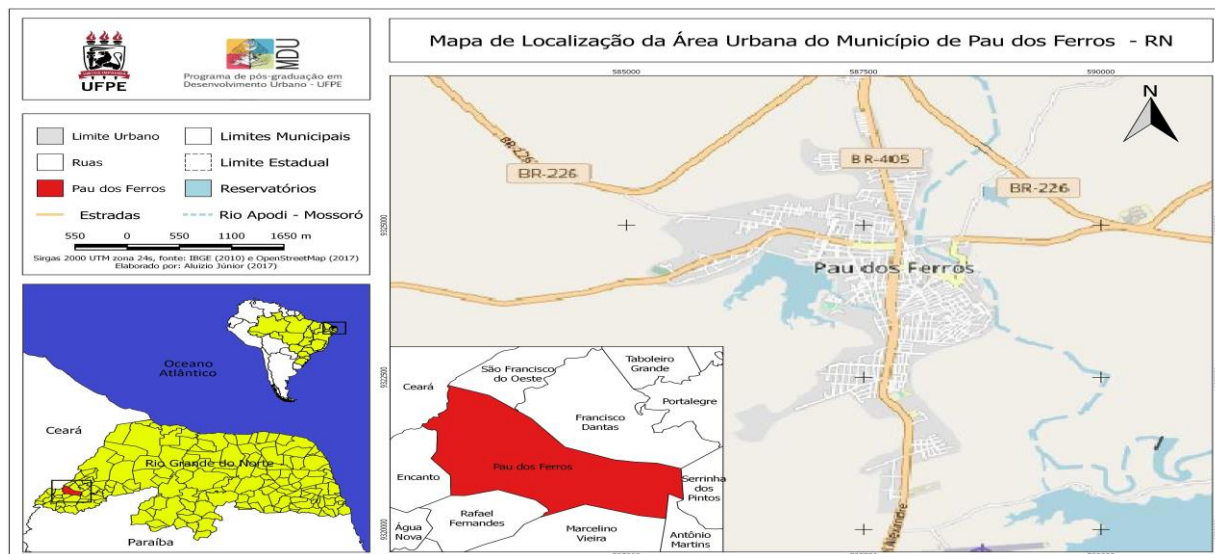 UFPE
MDU
Programa de pós-graduação em
Desenvolvimento Urbano - UFPE
Mapa de Localização da Área Urbana do Município de Pau dos Ferros - RN
Limite Urbano
Limites Municipais
Ruas
Limite Estadual
Pau dos Ferros
Reservatórios
Estradas
Rio Apodi - Mossoró
550 0 550 1100 1650 m
Sirgas 2000 UTM zona 24s, fonte: IBGE (2010) e OpenStreetMap (2017)
Elaborado por: Aluizio Júnior (2017)
Oceano
Atlântico
Ceará
Rio Grande do Norte
Paraíba
585000 587500 590000
N
BR-226
BR-226
BR-405
BR-226
Pau dos Ferros
9325000
9322500
9320000
Ceará
São Francisco
do Oeste
Taboleiro
Grande
Portalegre
Francisco
Dantas
Pau dos Ferros
Encanto
Serrinha
dos
Pintos
Rafael
Fernandes
Água
Nova
Marcelino
Vieira
Antônio
Martins